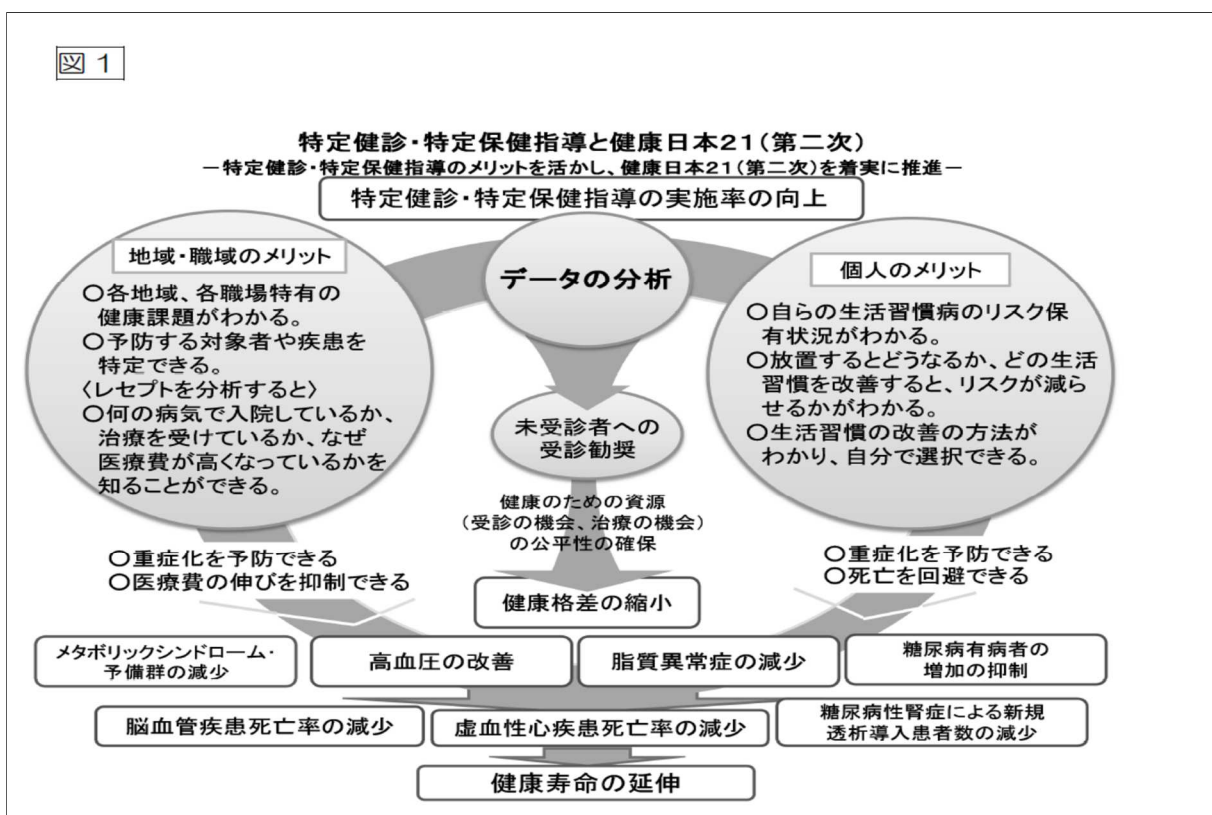 図 1
特定健診・特定保健指導と健康日本21（第二次）
－特定健診・特定保健指導のメリットを活かし、健康日本21（第二次）を着実に推進－
特定健診・特定保健指導の実施率の向上
地域・職域のメリット
〇各地域、各職場特有の
健康課題がわかる。
〇予防する対象者や疾患を
特定できる。
〈レセプトを分析すると〉
〇何の病気で入院しているか、
治療を受けているか、なぜ
医療費が高くなっているかを
知ることができる。
〇重症化を予防できる
〇医療費の伸びを抑制できる
データの分析
未受診者への
受診勧奨
健康のための資源
（受診の機会、治療の機会）
の公平性の確保
健康格差の縮小
個人のメリット
〇自らの生活習慣病のリスク保
有状況がわかる。
〇放置するとどうなるか、どの生活
習慣を改善すると、リスクが減ら
せるかがわかる。
〇生活習慣の改善の方法が
わかり、自分で選択できる。
〇重症化を予防できる
〇死亡を回避できる
メタボリックシンドローム・
予備群の減少
高血圧の改善
脂質異常症の減少
糖尿病有病者の
増加の抑制
脳血管疾患死亡率の減少
虚血性心疾患死亡率の減少
糖尿病性腎症による新規
透析導入患者数の減少
健康寿命の延伸